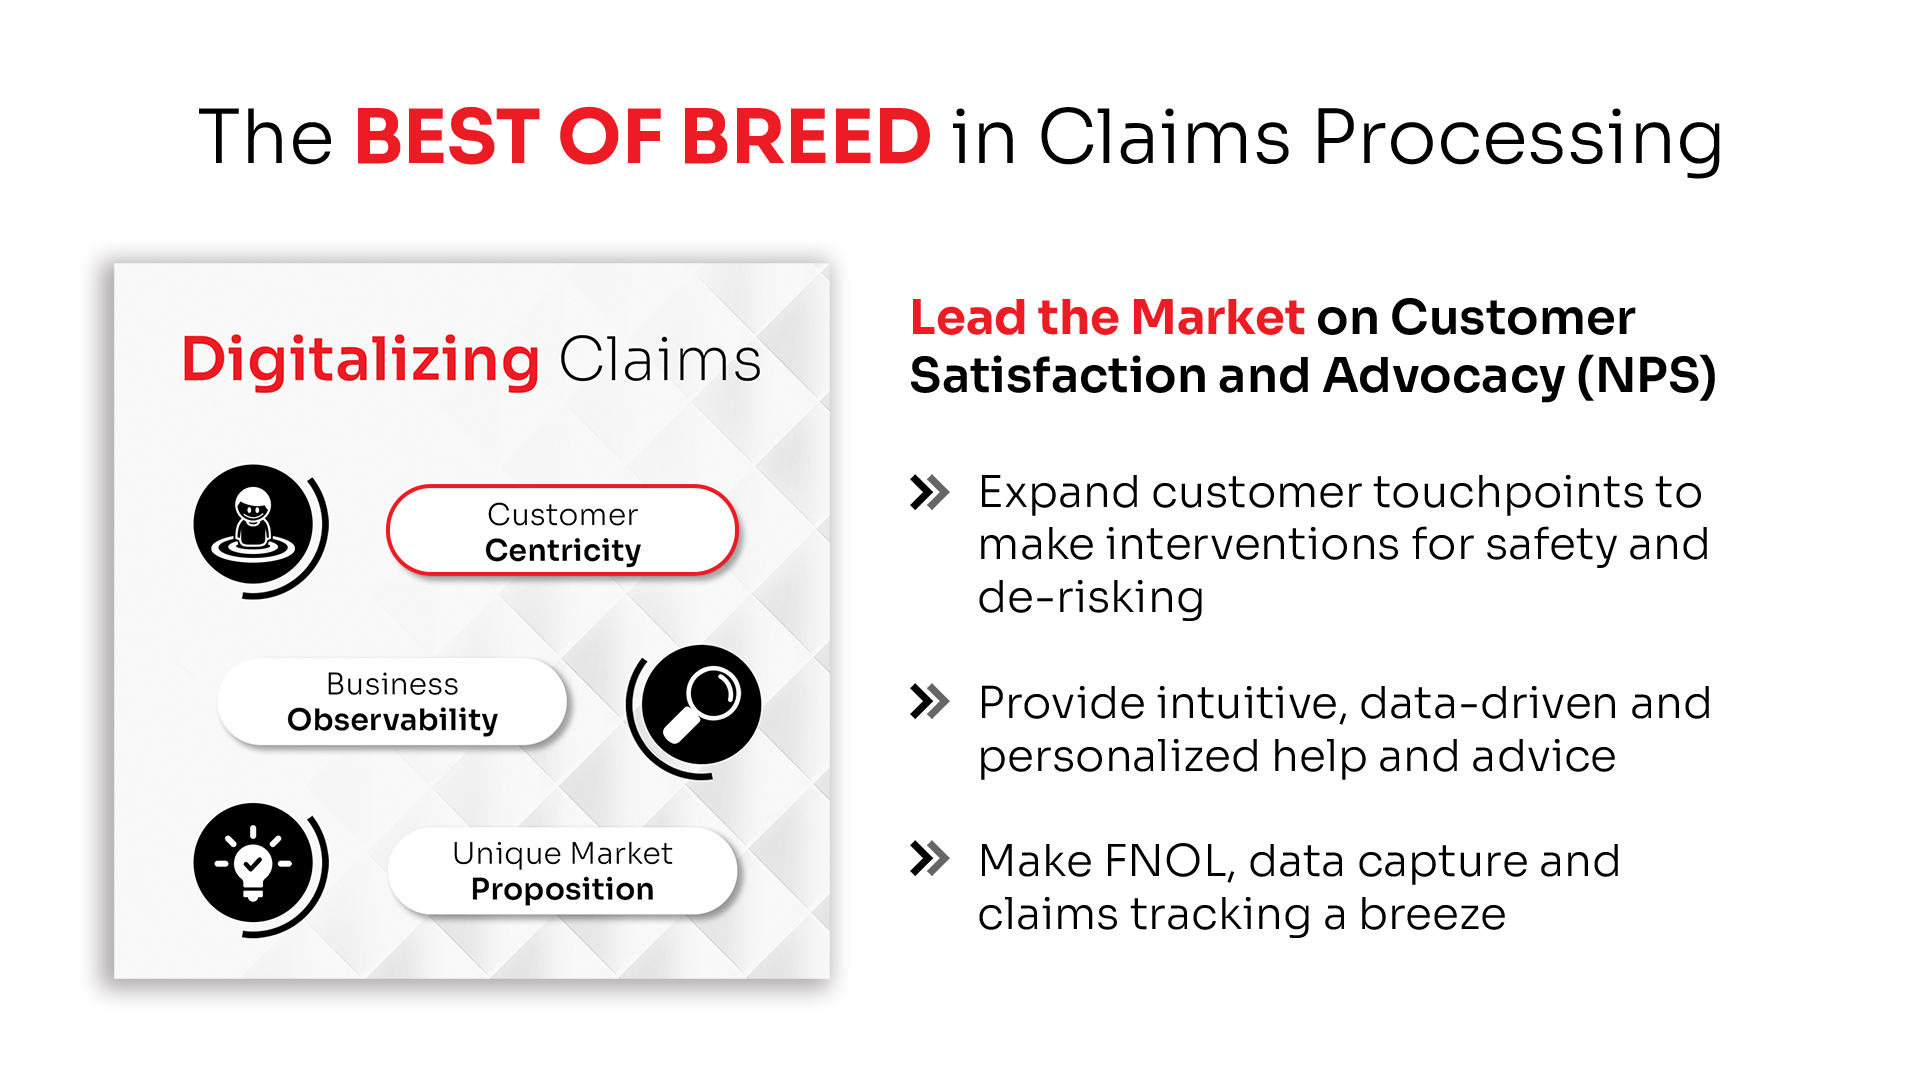 The BEST OF BREED in Claims Processing
Digitalizing Claims
Customer
Centricity
Business
Observability
Unique Market
Proposition
Lead the Market on Customer
Satisfaction and Advocacy (NPS)
Expand customer touchpoints to
make interventions for safety and
de-risking
Provide intuitive, data-driven and
personalized help and advice
Make FNOL, data capture and
claims tracking a breeze